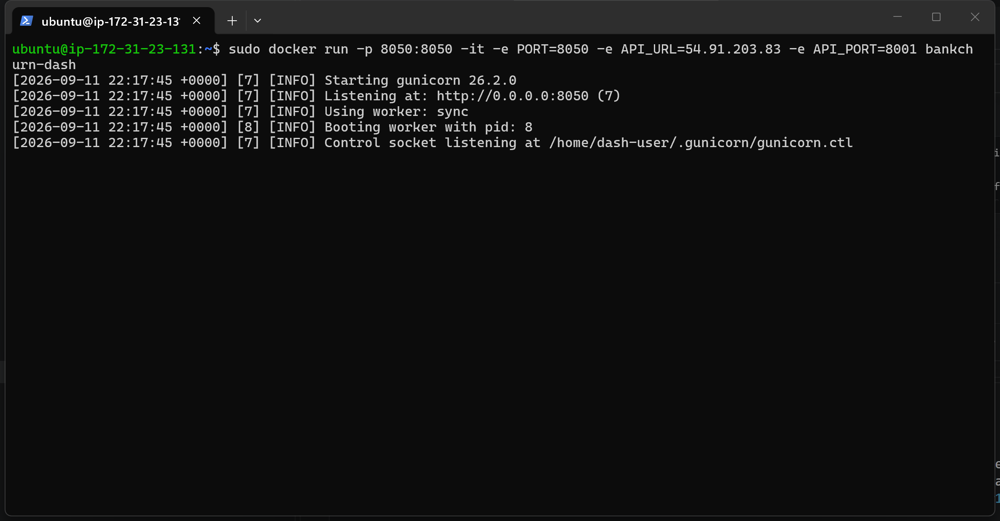 ubuntu@ip-172-31-23-13
ubuntu@ip-172-31-23-131:~$ sudo docker run -p 8050:8050 -it -e PORT=8050 -e API_URL=54.91.203.83 -e API_PORT=8001 bankch
urn-dash
[2026-09-11 22:17:45 +0000] [7] [INFO] Starting gunicorn 26.2.0
[2026-09-11 22:17:45 +0000] [7] [INFO] Listening at: http://0.0.0.0:8050 (7)
[2026-09-11 22:17:45 +0000] [7] [INFO] Using worker: sync
[2026-09-11 22:17:45 +0000] [8] [INFO] Booting worker with pid: 8
[2026-09-11 22:17:45 +0000] [7] [INFO] Control socket listening at /home/dash-user/.gunicorn/gunicorn.ctl